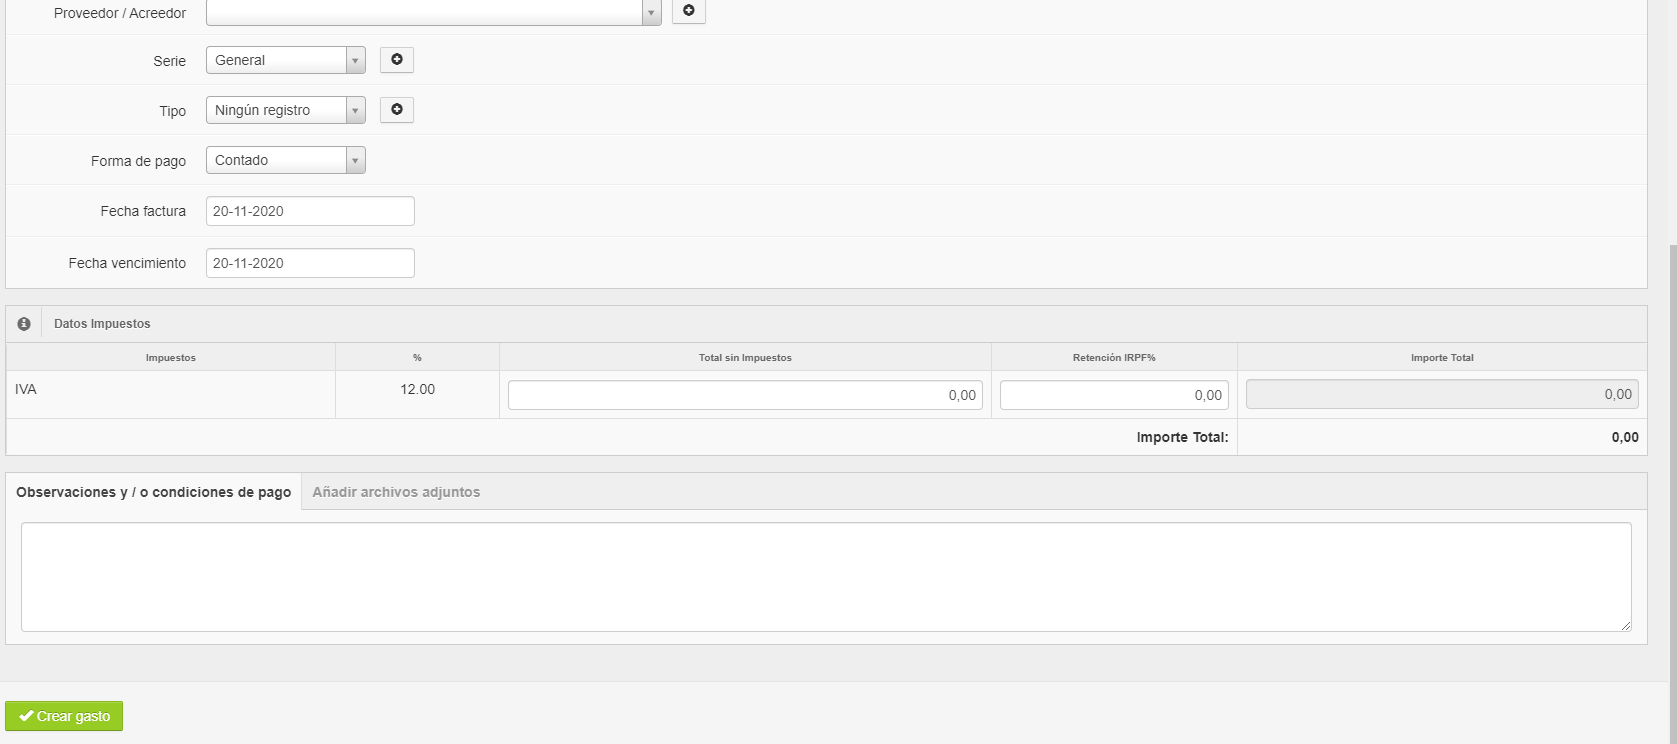 Proveedor / Acreedor
Serie General
Tipo Ningún registro
Forma de pago Contado
Fecha factura 20-11-2020
Fecha vencimiento 20-11-2020
Datos Impuestos
Impuestos % Total sin Impuestos Retención IRPF% Importe Total
IVA 12.00 0,00 0,00 0,00
Importe Total: 0,00
Observaciones y / o condiciones de pago Añadir archivos adjuntos
Crear gasto